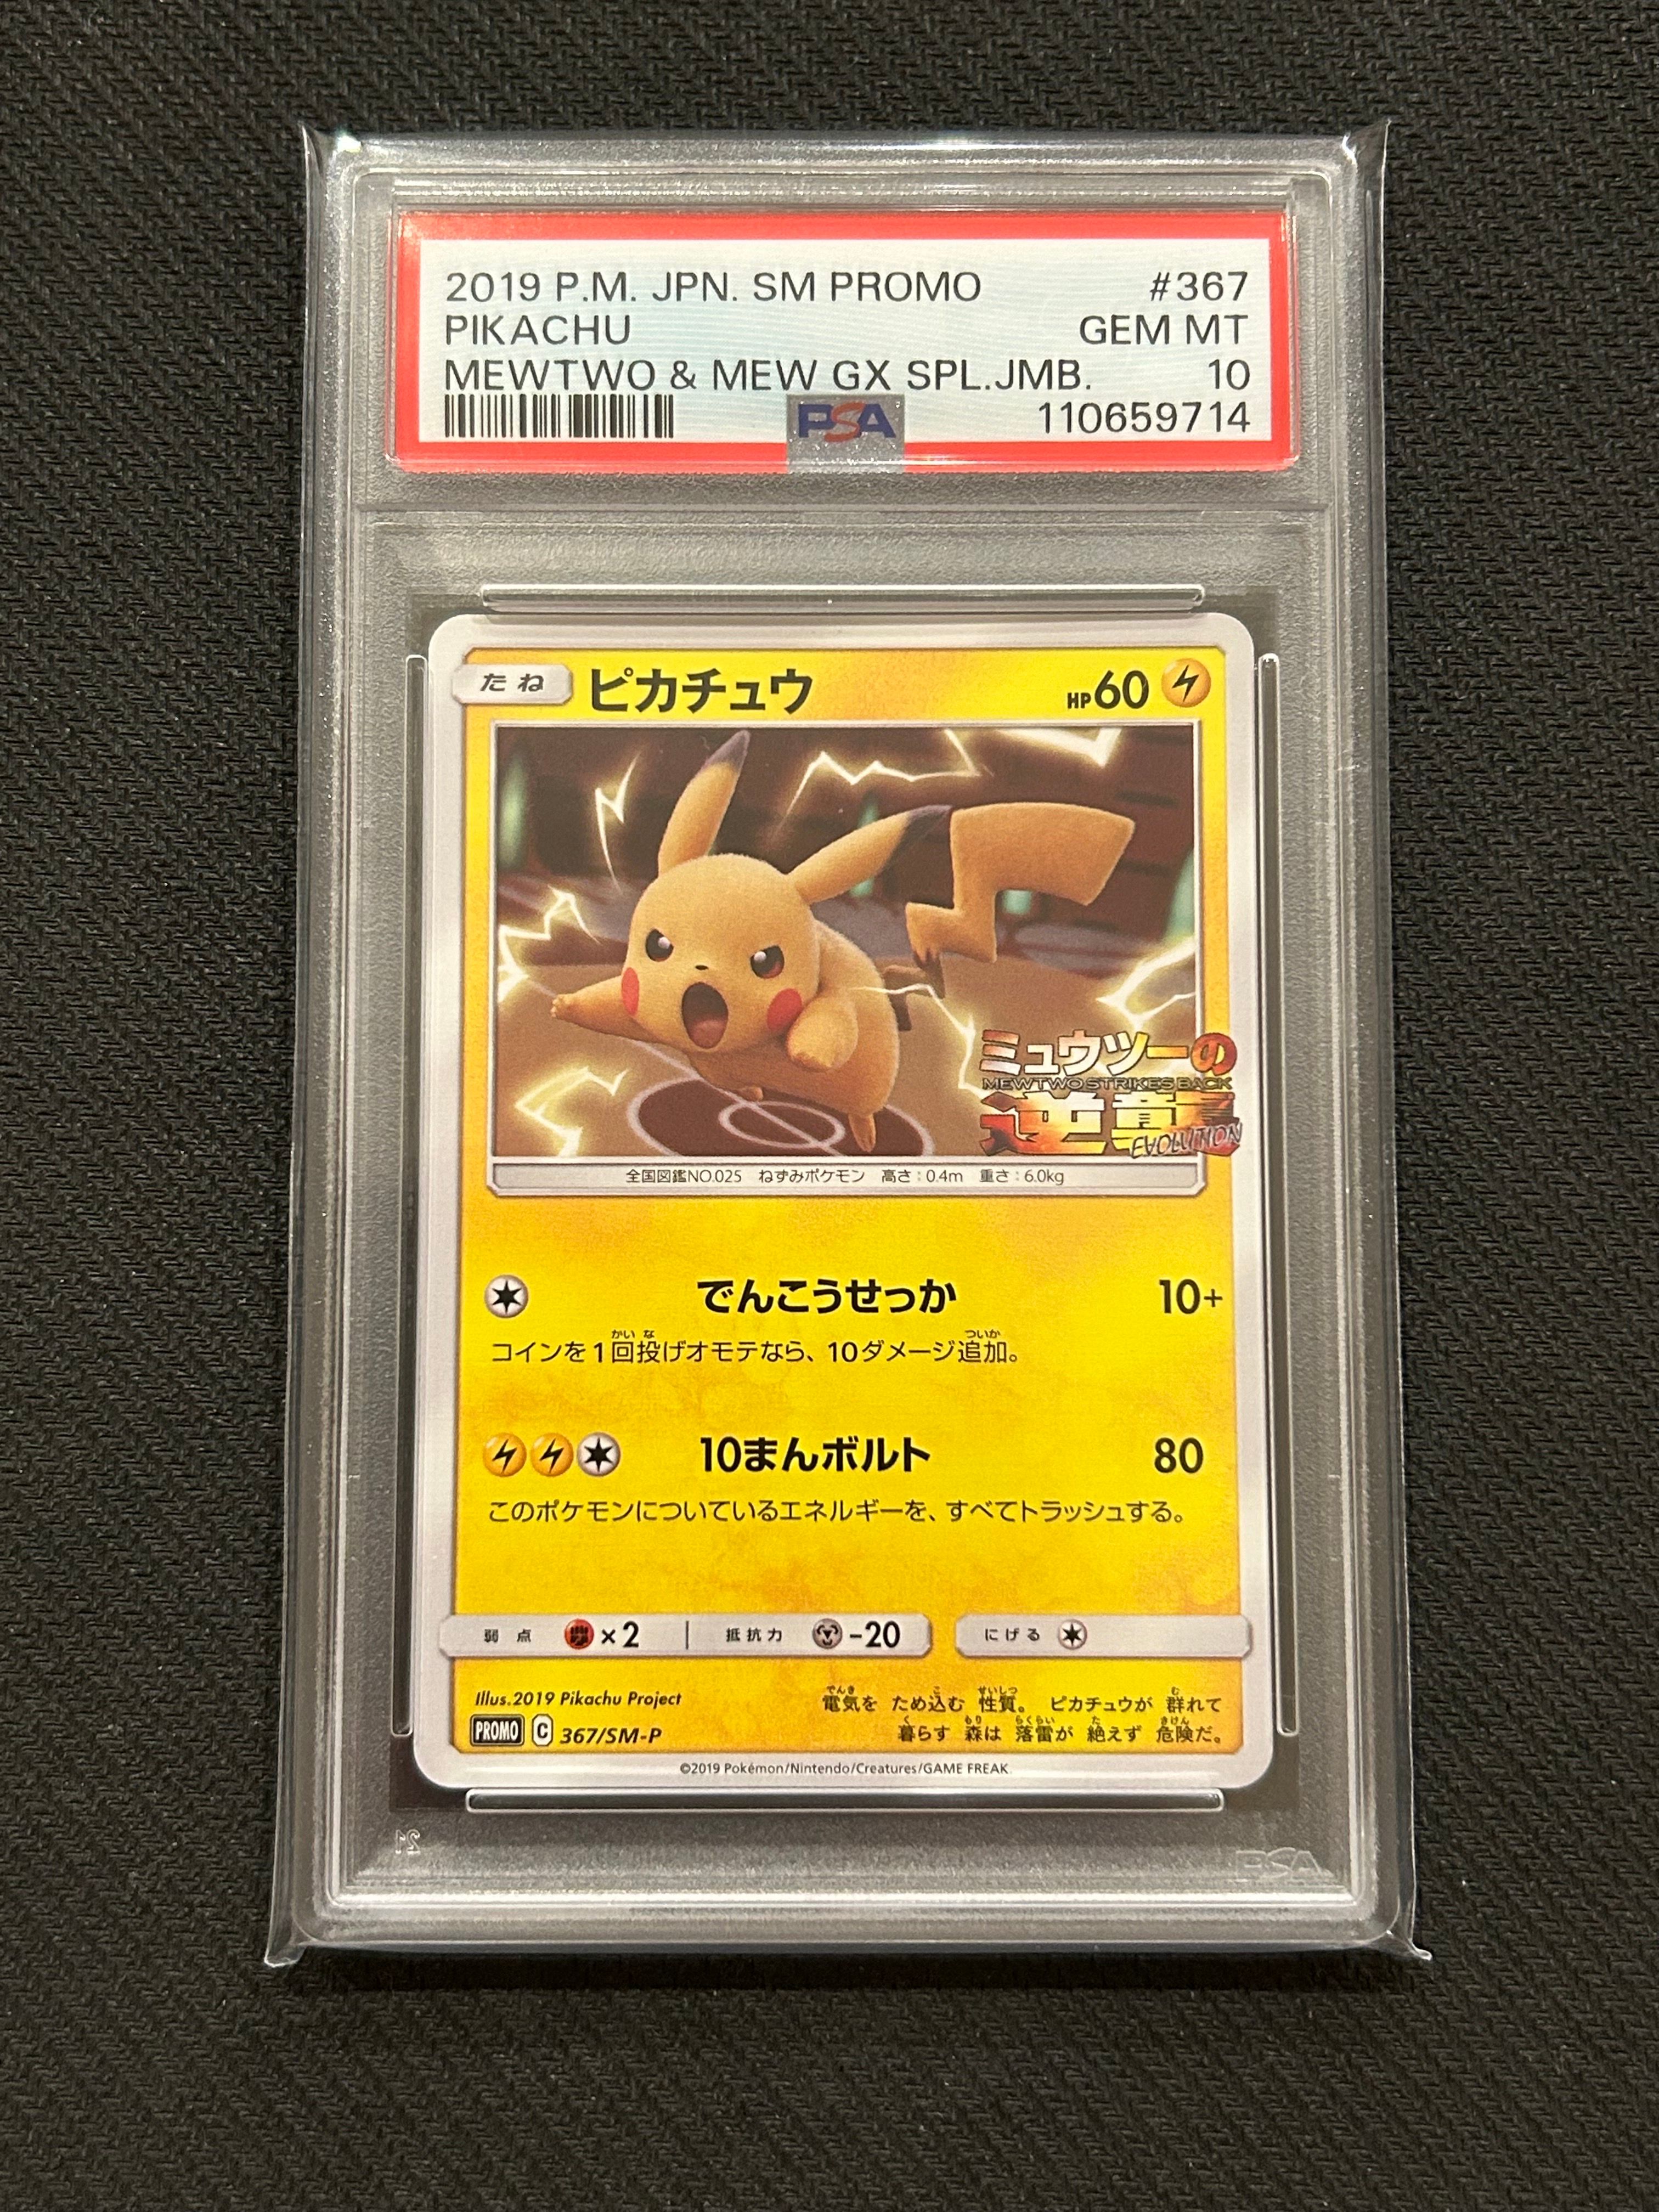 2019 P.M. JPN. SM PROMO #367
PIKACHU GEM MT
MEWTWO & MEW GX SPL.JMB. 10
PSA 110659714
たね ピカチュウ HP60
ミュウツーの
MEWTWO STRIKES BACK
逆襲
EVOLUTION
全国図鑑NO.025 ねずみポケモン 高さ:0.4m 重さ:6.0kg
でんこうせっか 10+
コインを1回投げオモテなら、10ダメージ追加。
10まんボルト 80
このポケモンについているエネルギーを、すべてトラッシュする。
弱点 ×2 抵抗力 -20 にげる
Illus.2019 Pikachu Project
PROMO C 367/SM-P
電気を ため込む 性質。 ピカチュウが 群れて
暮らす 森は 落雷が 絶えず 危険だ。
©2019 Pokémon/Nintendo/Creatures/GAME FREAK
PSA